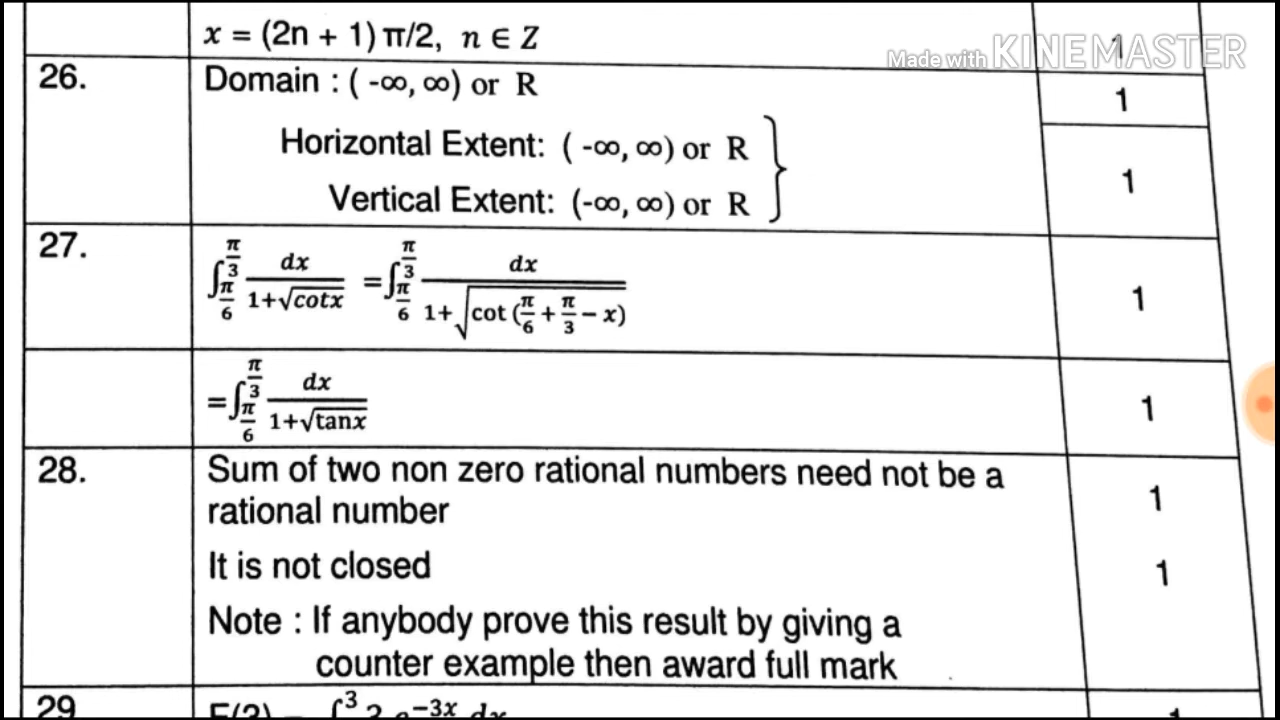 x = (2n + 1) π/2, n ∈ Z 1
Made with KINEMASTER
26. Domain : ( -∞, ∞) or R 1
Horizontal Extent: ( -∞, ∞) or R
Vertical Extent: (-∞, ∞) or R } 1
27. ∫_{π/6}^{π/3} dx/(1+√cotx) = ∫_{π/6}^{π/3} dx/(1+√(cot (π/6 + π/3 − x))) 1
= ∫_{π/6}^{π/3} dx/(1+√tanx) 1
28. Sum of two non zero rational numbers need not be a 1
rational number
It is not closed 1
Note : If anybody prove this result by giving a
counter example then award full mark
29